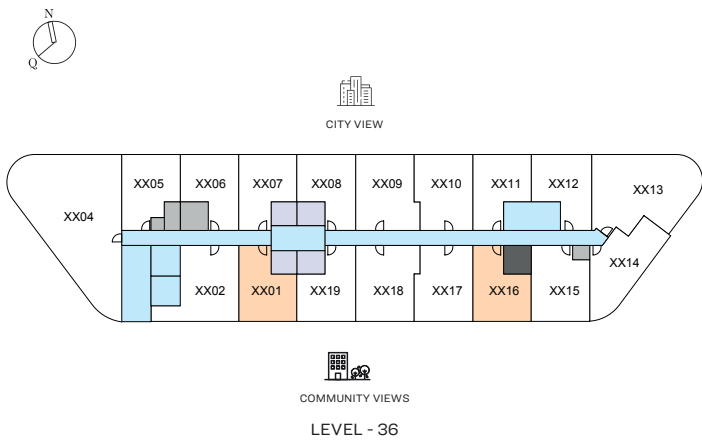 N
Q
CITY VIEW
XX05 XX06 XX07 XX08 XX09 XX10 XX11 XX12 XX13
XX04
XX14
XX02 XX01 XX19 XX18 XX17 XX16 XX15
COMMUNITY VIEWS
LEVEL - 36